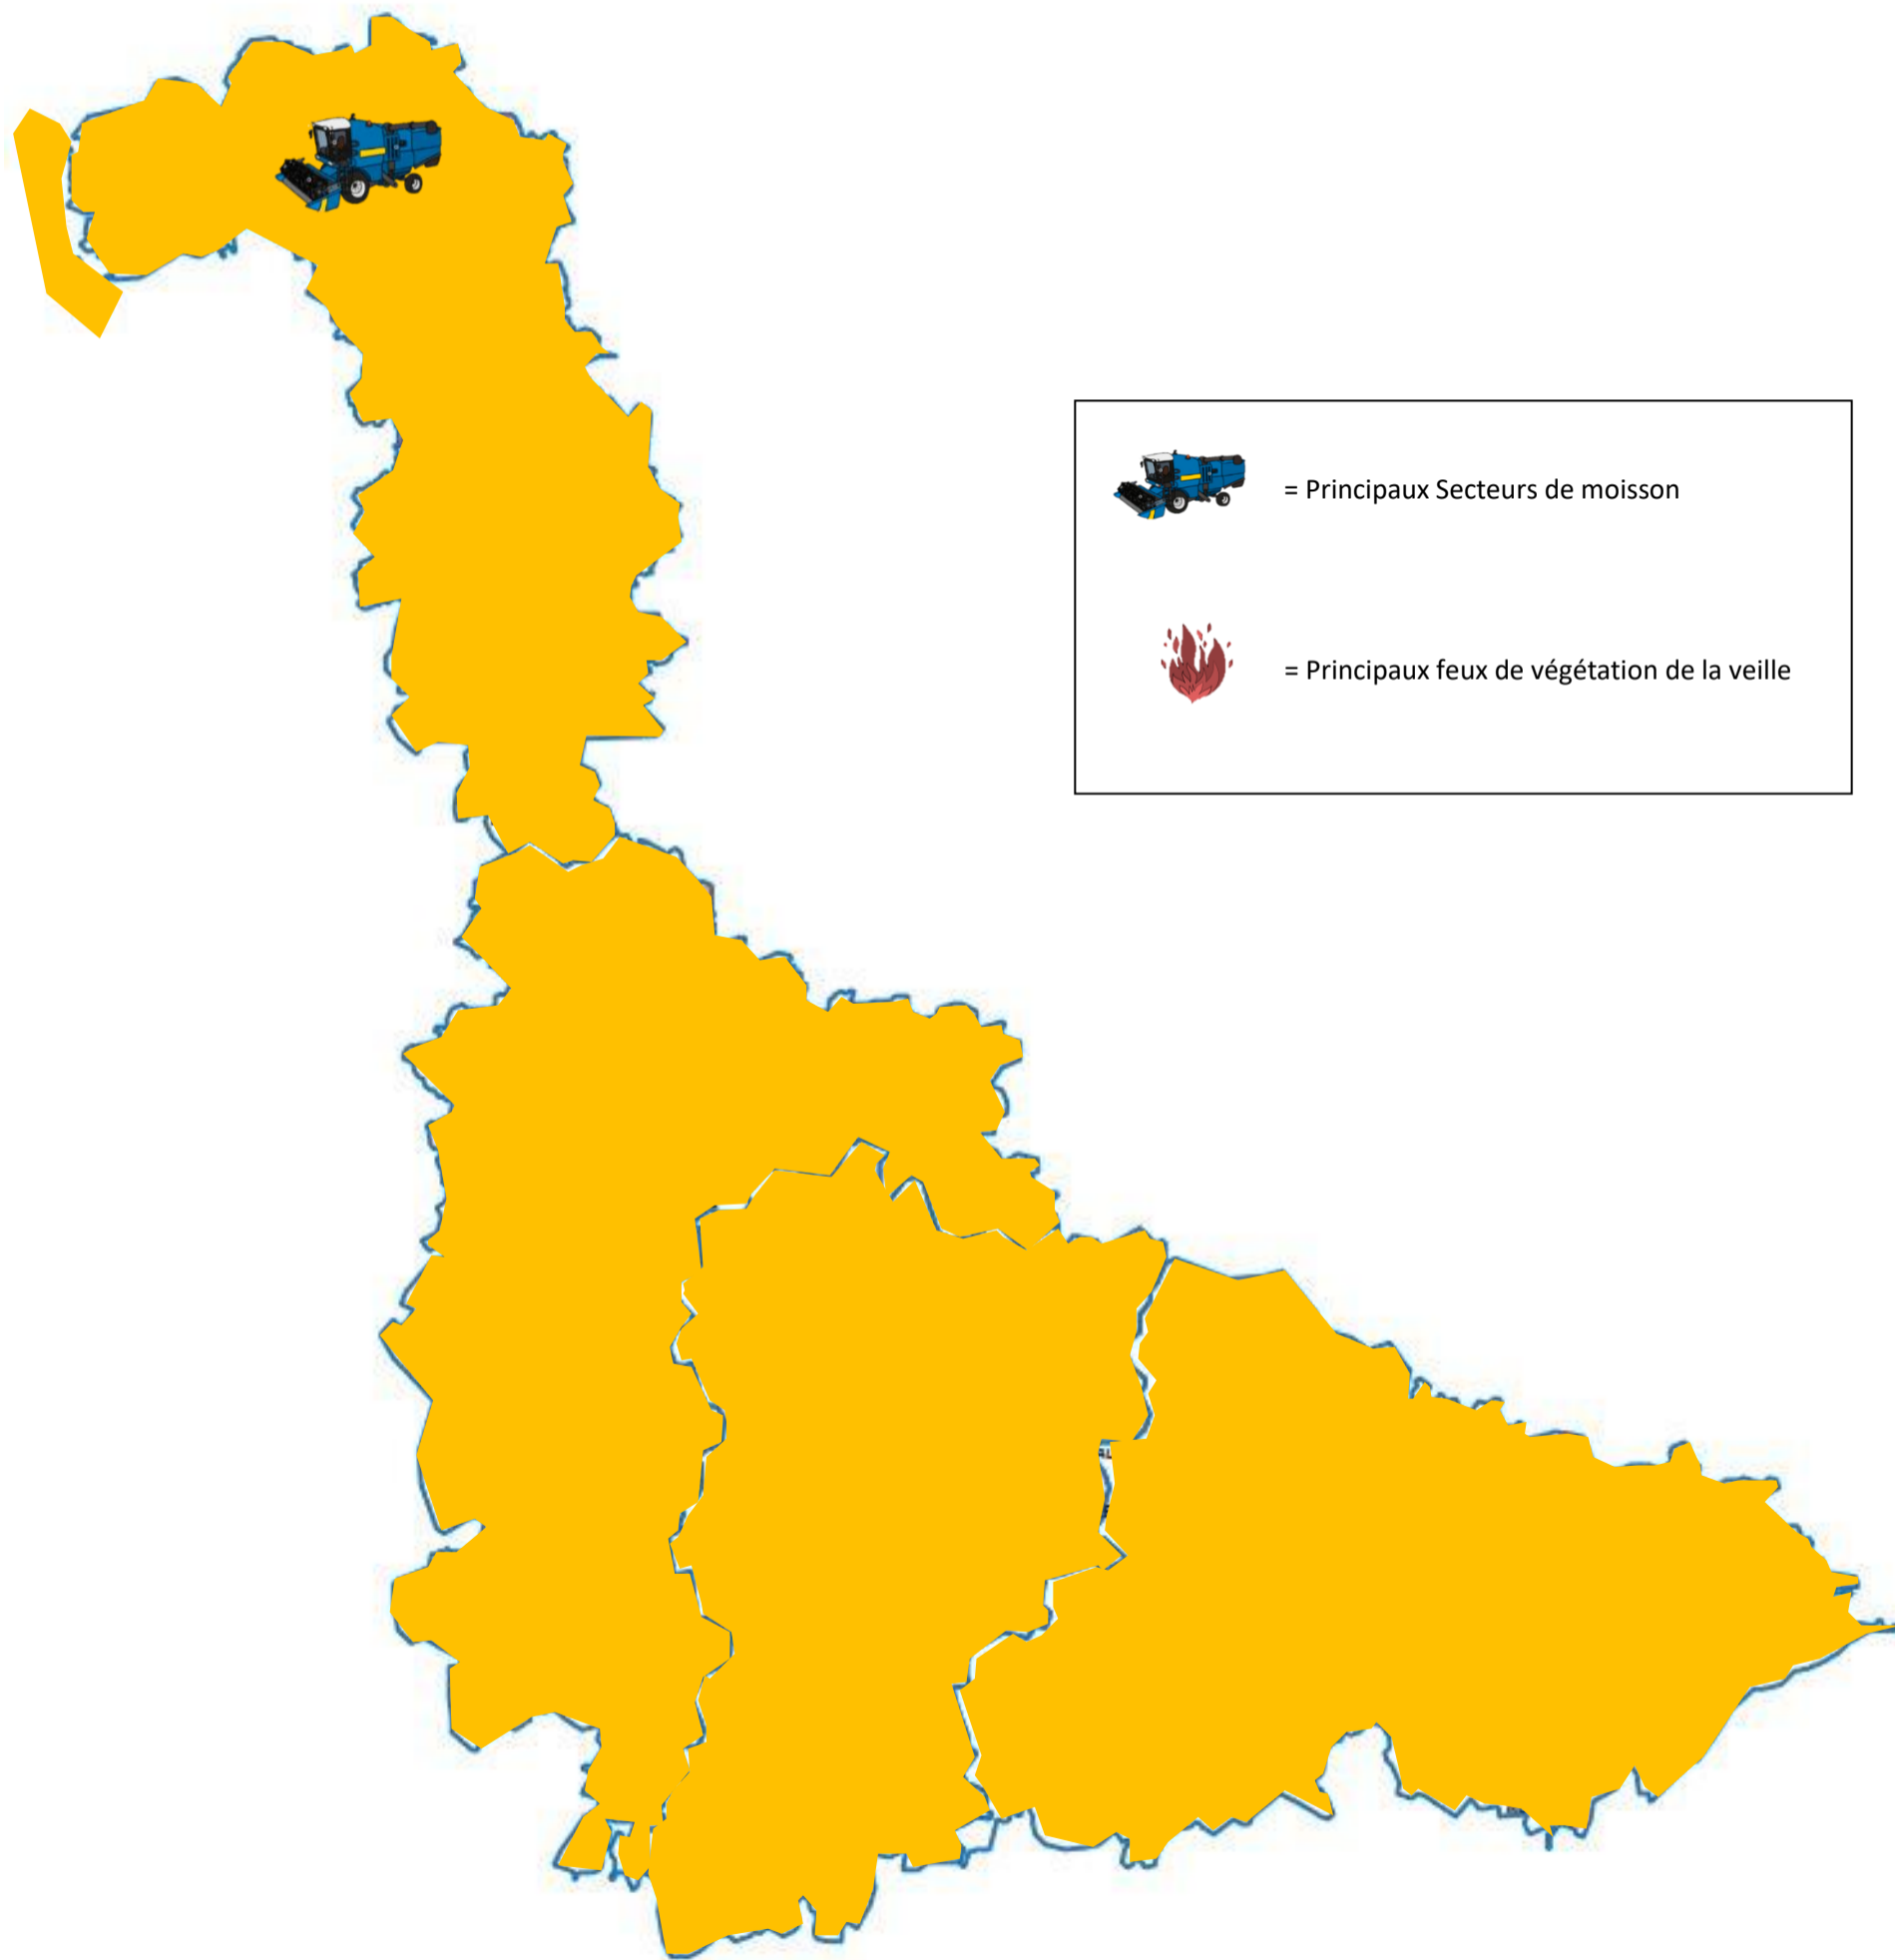 = Principaux Secteurs de moisson
= Principaux feux de végétation de la veille